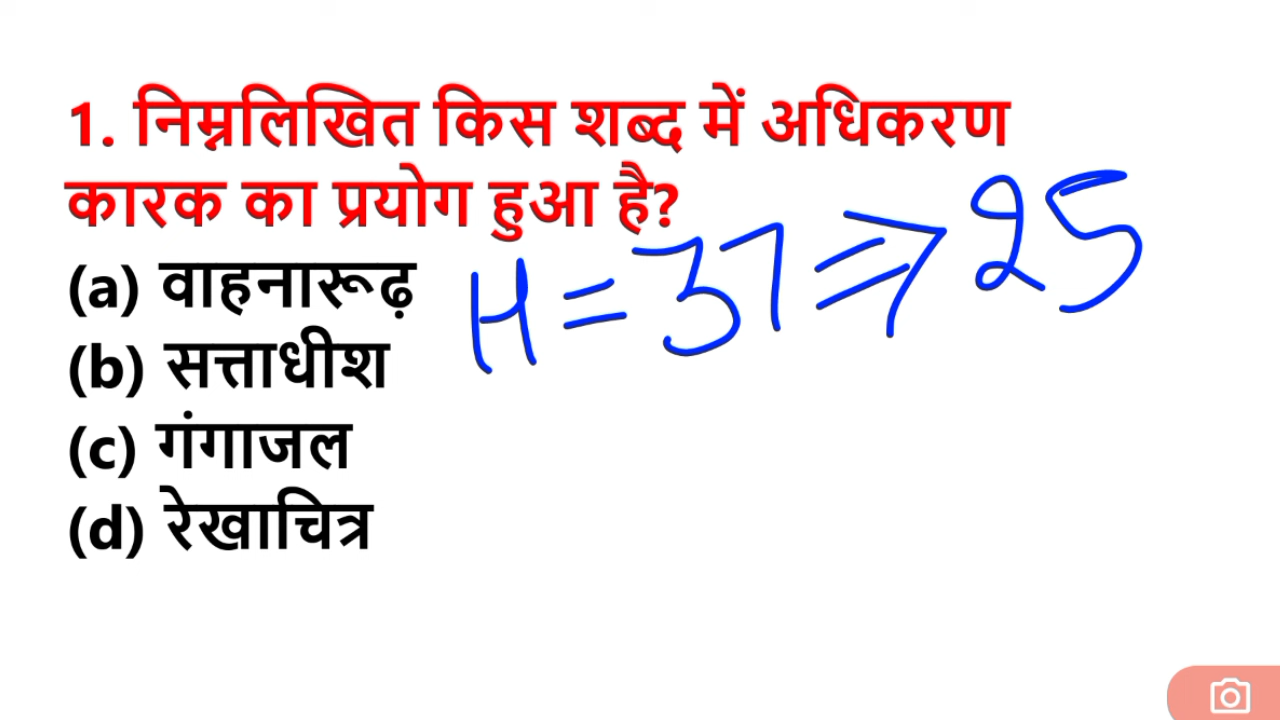 1. निम्नलिखित किस शब्द में अधिकरण
कारक का प्रयोग हुआ है?
(a) वाहनारूढ़
H = 37 => 25
(b) सत्ताधीश
(c) गंगाजल
(d) रेखाचित्र